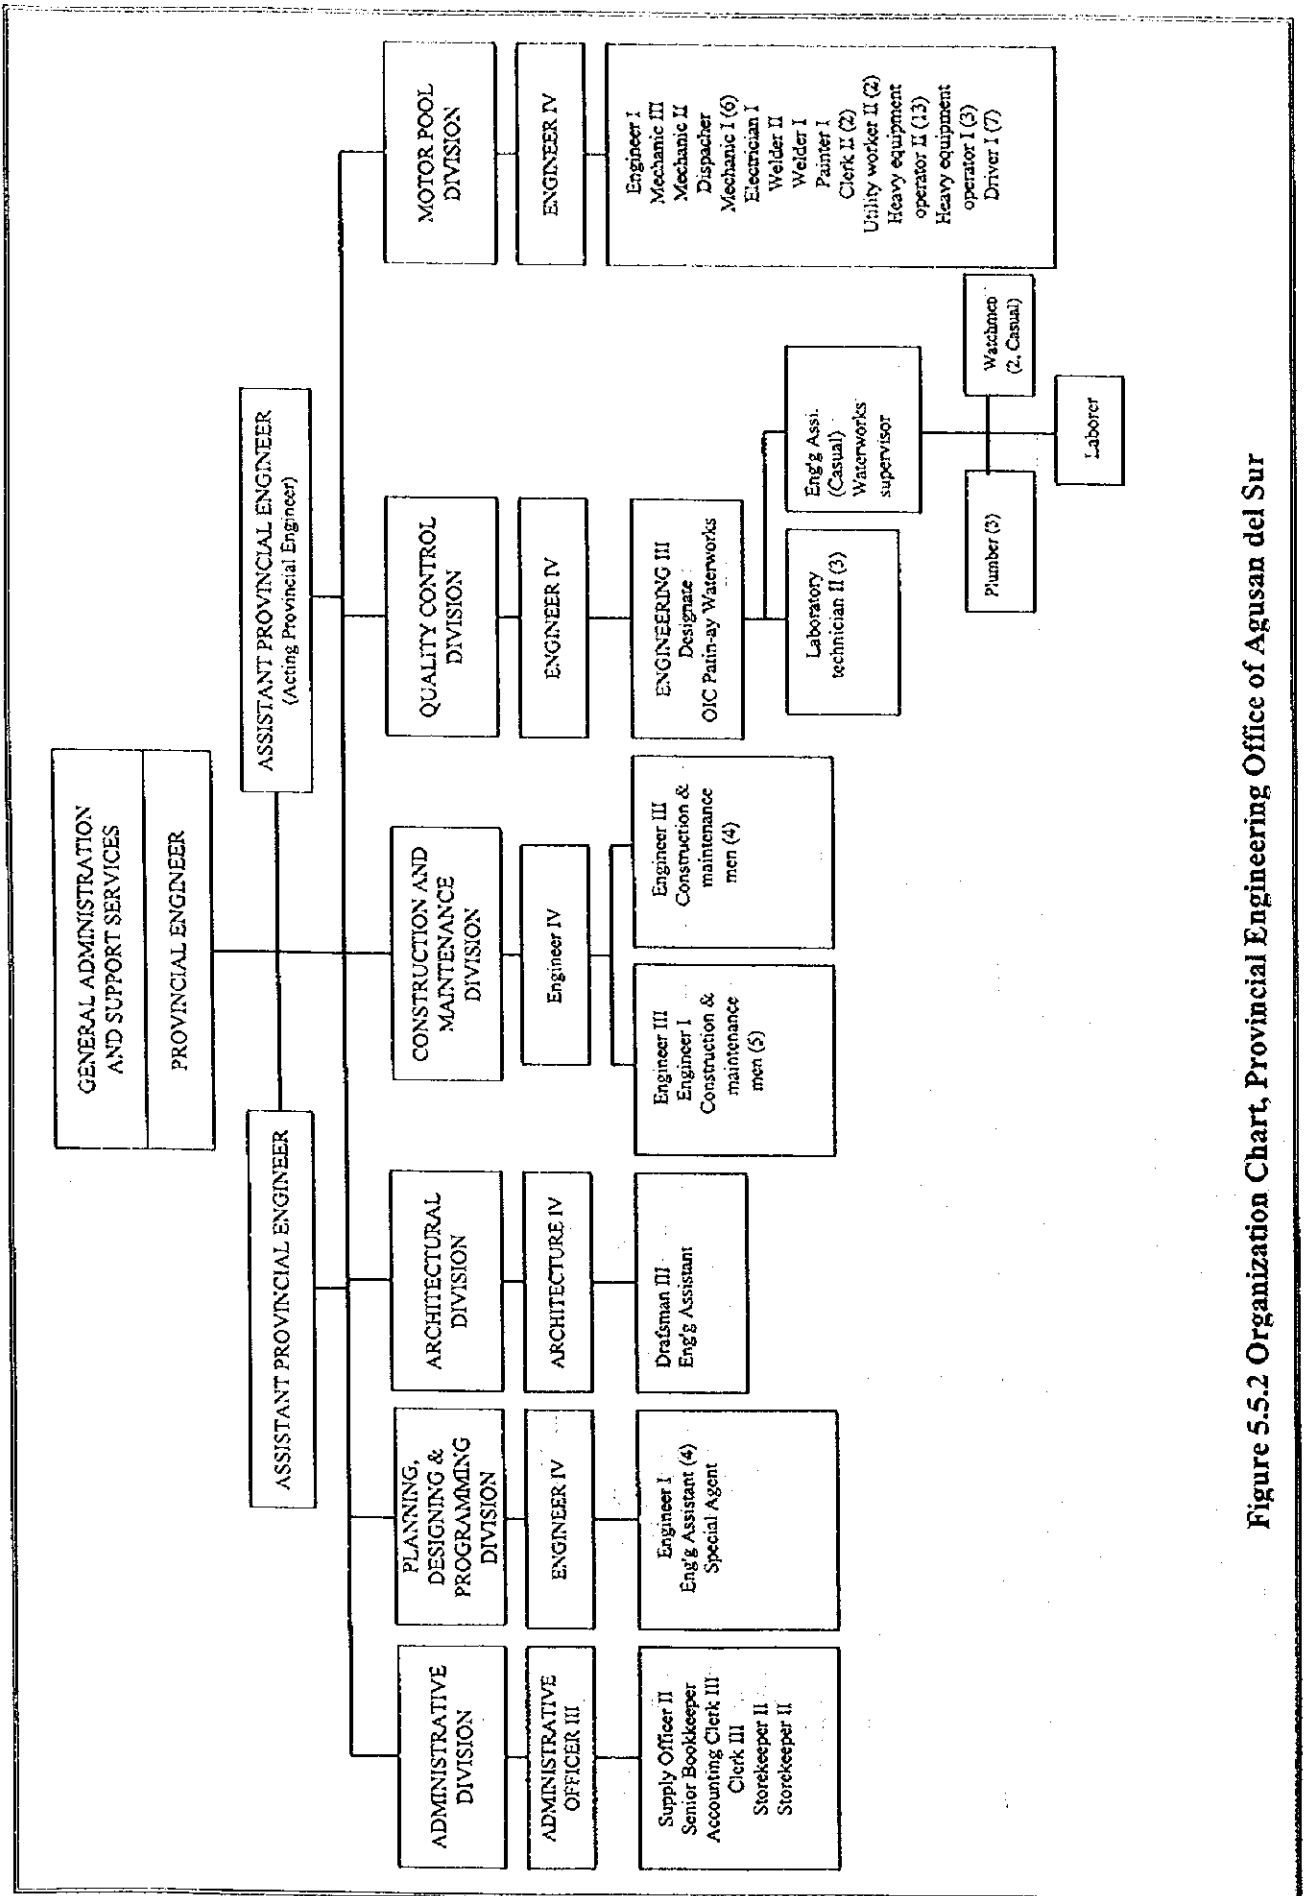 GENERAL ADMINISTRATION
AND SUPPORT SERVICES
PROVINCIAL ENGINEER
ASSISTANT PROVINCIAL ENGINEER
ASSISTANT PROVINCIAL ENGINEER
(Acting Provincial Engineer)
ADMINISTRATIVE
DIVISION
ADMINISTRATIVE
OFFICER III
Supply Officer II
Senior Bookkeeper
Accounting Clerk III
Clerk III
Storekeeper II
Storekeeper II
PLANNING,
DESIGNING &
PROGRAMMING
DIVISION
ENGINEER IV
Engineer I
Eng'g Assistant (4)
Special Agent
ARCHITECTURAL
DIVISION
ARCHITECTURE IV
Drafsman III
Eng'g Assistant
CONSTRUCTION AND
MAINTENANCE
DIVISION
Engineer IV
Engineer III
Engineer I
Construction &
maintenance
men (5)
Engineer III
Construction &
maintenance
men (4)
QUALITY CONTROL
DIVISION
ENGINEER IV
ENGINEERING III
Designate
OIC Patin-ay Waterworks
Laboratory
technician II (3)
Eng'g Assi.
(Casual)
Waterworks
supervisor
Plumber (3)
Watchmen
(2, Casual)
Laborer
MOTOR POOL
DIVISION
ENGINEER IV
Engineer I
Mechanic III
Mechanic II
Dispacher
Mechanic I (6)
Electrician I
Welder II
Welder I
Painter I
Clerk II (2)
Utility worker II (2)
Heavy equipment
operator II (13)
Heavy equipment
operator I (3)
Driver I (7)
Figure 5.5.2 Organization Chart, Provincial Engineering Office of Agusan del Sur